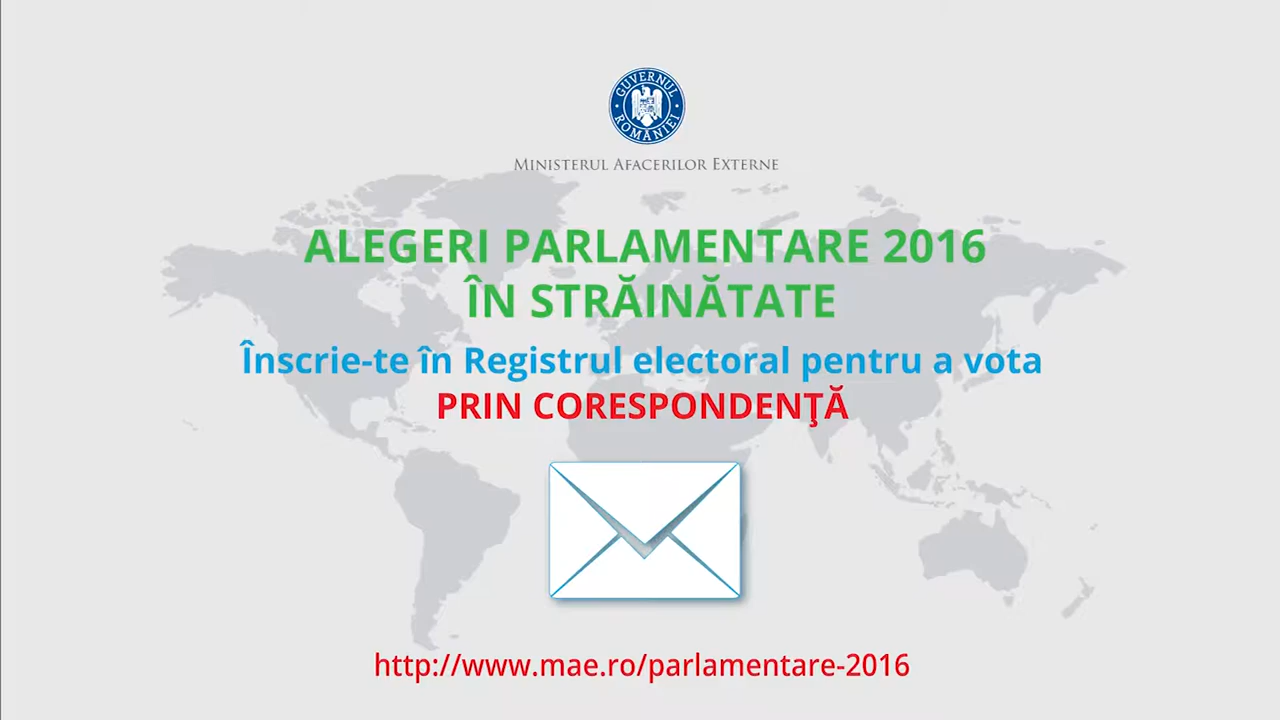 GUVERNUL ROMÂNIEI
MINISTERUL AFACERILOR EXTERNE
ALEGERI PARLAMENTARE 2016
ÎN STRĂINĂTATE
Înscrie-te în Registrul electoral pentru a vota
PRIN CORESPONDENŢĂ
http://www.mae.ro/parlamentare-2016